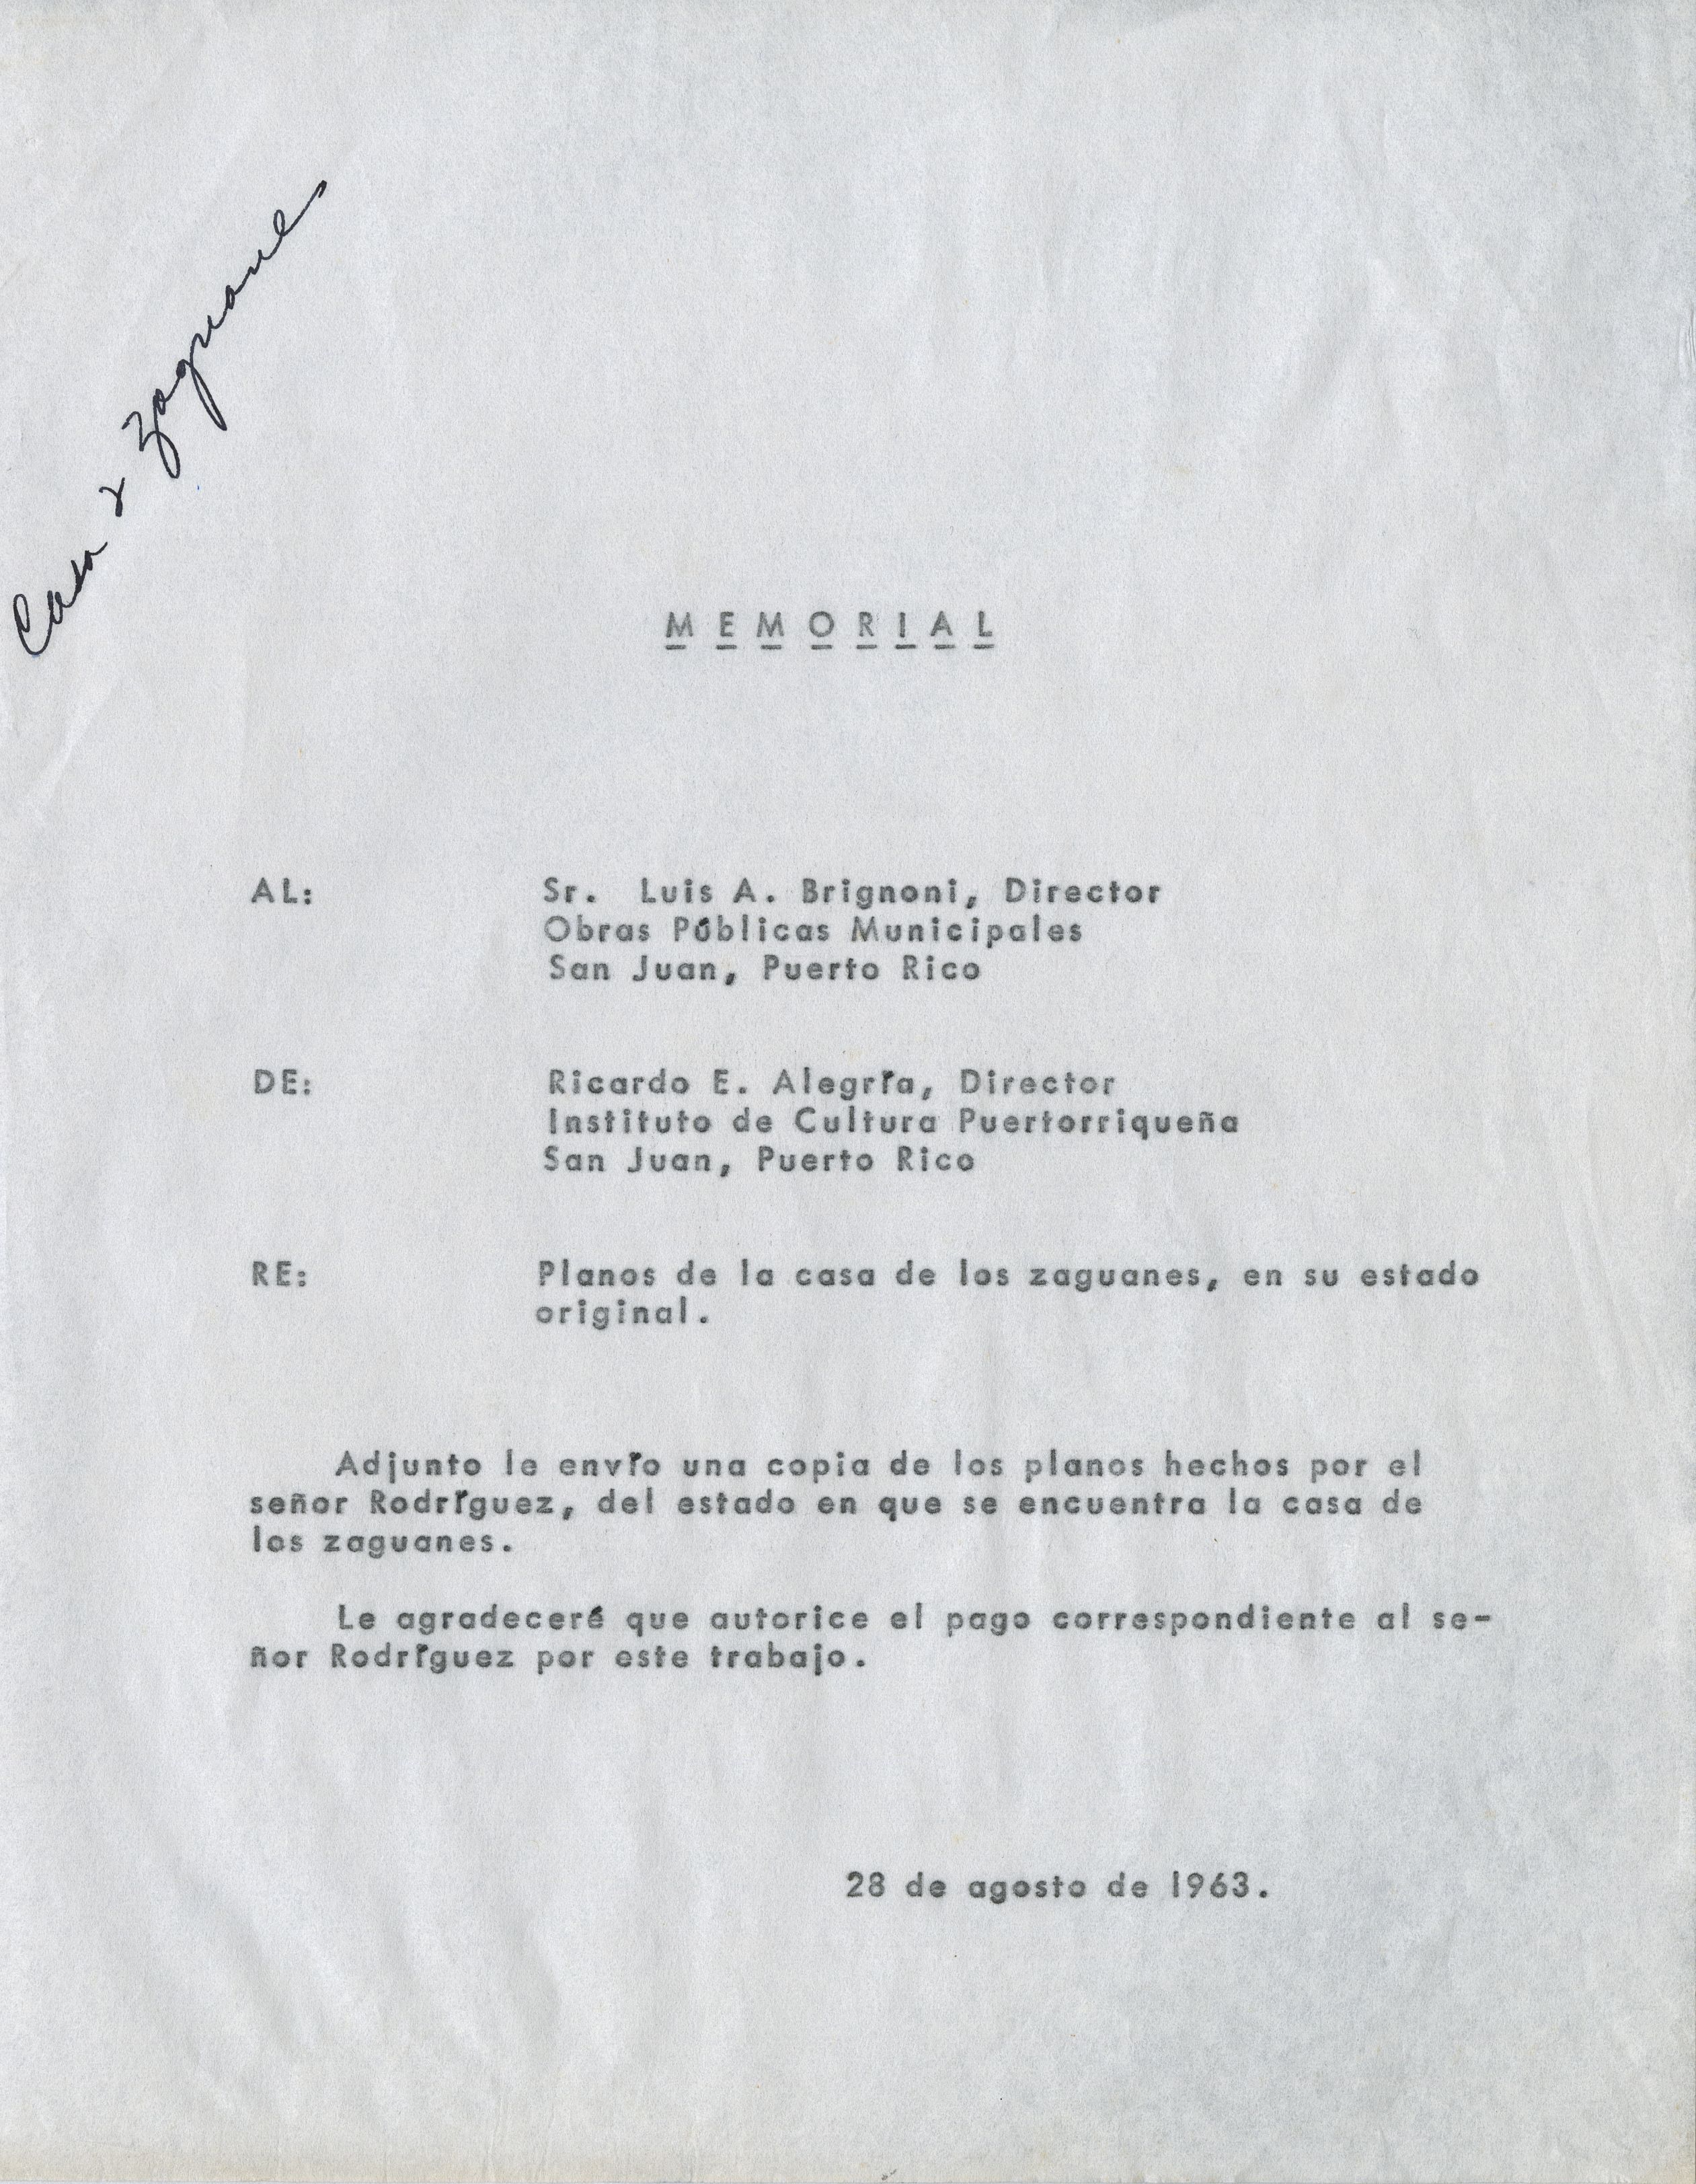 Casa 2 zaguanes
M E M O R I A L
AL: Sr. Luis A. Brignoni, Director
Obras Públicas Municipales
San Juan, Puerto Rico
DE: Ricardo E. Alegría, Director
Instituto de Cultura Puertorriqueña
San Juan, Puerto Rico
RE: Planos de la casa de los zaguanes, en su estado
original.
Adjunto le envío una copia de los planos hechos por el
señor Rodríguez, del estado en que se encuentra la casa de
los zaguanes.
Le agradeceré que autorice el pago correspondiente al se-
ñor Rodríguez por este trabajo.
28 de agosto de 1963.